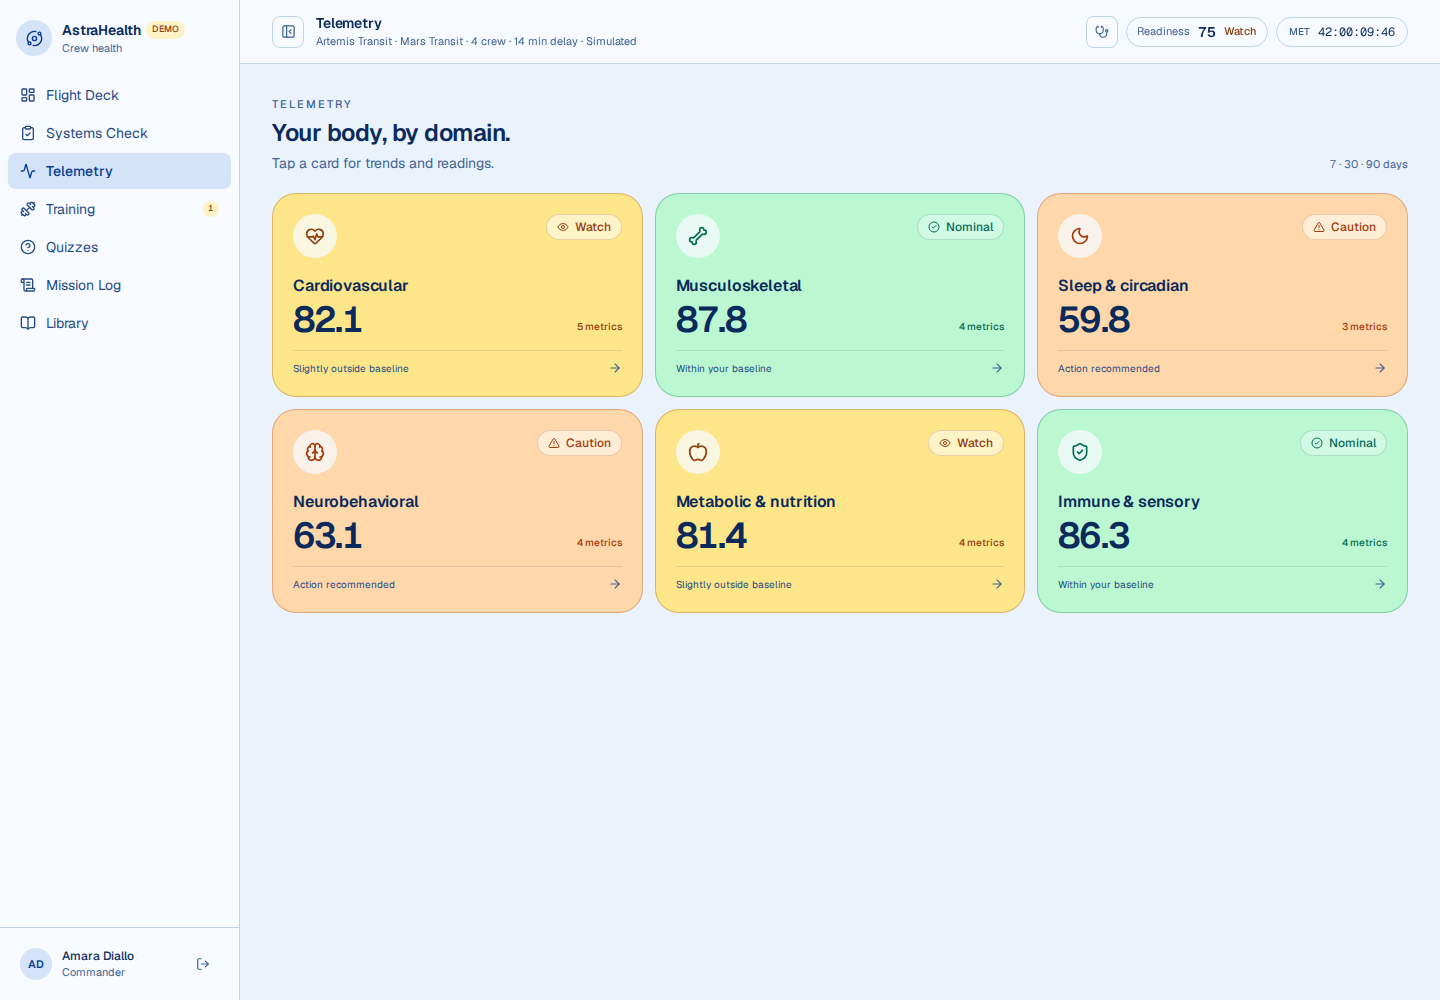 AstraHealth DEMO
Crew health
Flight Deck
Systems Check
Telemetry
Training 1
Quizzes
Mission Log
Library
AD
Amara Diallo
Commander
Telemetry
Artemis Transit · Mars Transit · 4 crew · 14 min delay · Simulated
Readiness 75 Watch
MET 42:00:09:46
TELEMETRY
Your body, by domain.
Tap a card for trends and readings.
7 · 30 · 90 days
Watch
Cardiovascular
82.1
5 metrics
Slightly outside baseline
Nominal
Musculoskeletal
87.8
4 metrics
Within your baseline
Caution
Sleep & circadian
59.8
3 metrics
Action recommended
Caution
Neurobehavioral
63.1
4 metrics
Action recommended
Watch
Metabolic & nutrition
81.4
4 metrics
Slightly outside baseline
Nominal
Immune & sensory
86.3
4 metrics
Within your baseline